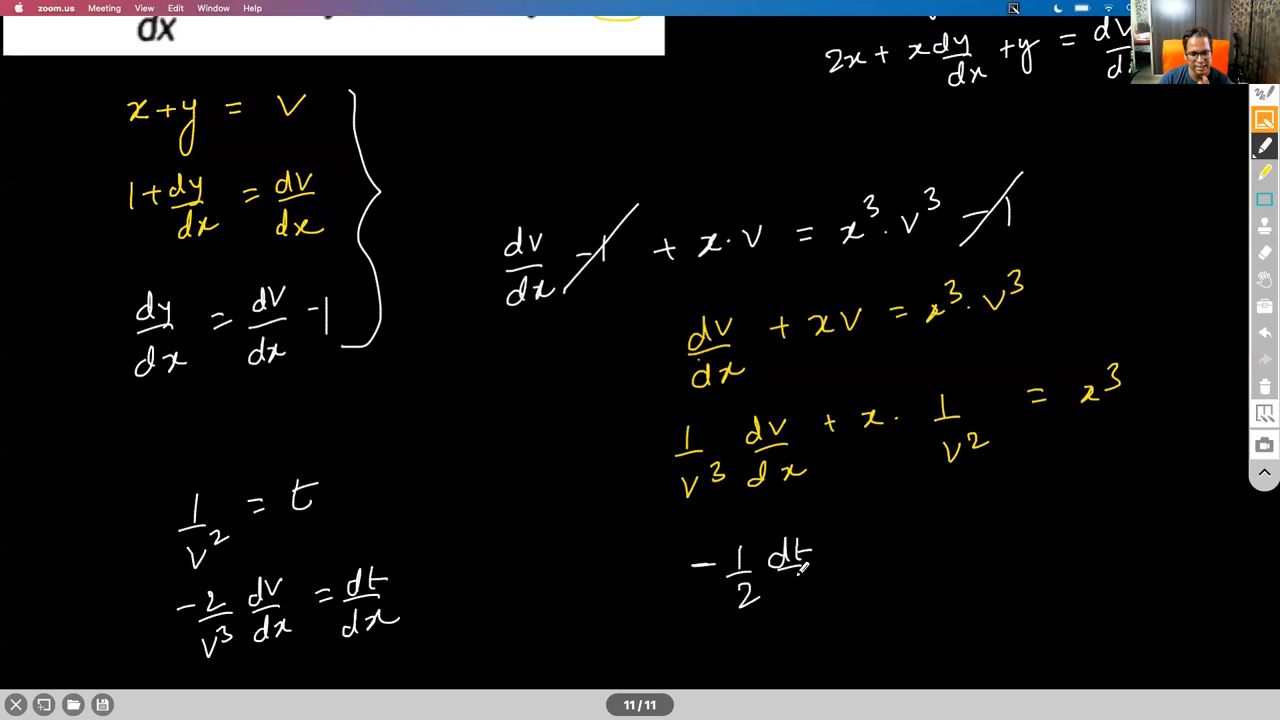 zoom.us Meeting View Edit Window Help
dx
2x + x dy/dx + y = dv/d
x + y = v
1 + dy/dx = dv/dx
dy/dx = dv/dx - 1
dv/dx - 1 + x · v = x³ · v³ - 1
dv/dx + xv = x³ · v³
1/v³ dv/dx + x · 1/v² = x³
1/v² = t
-2/v³ dv/dx = dt/dx
-1/2 dt
11 / 11